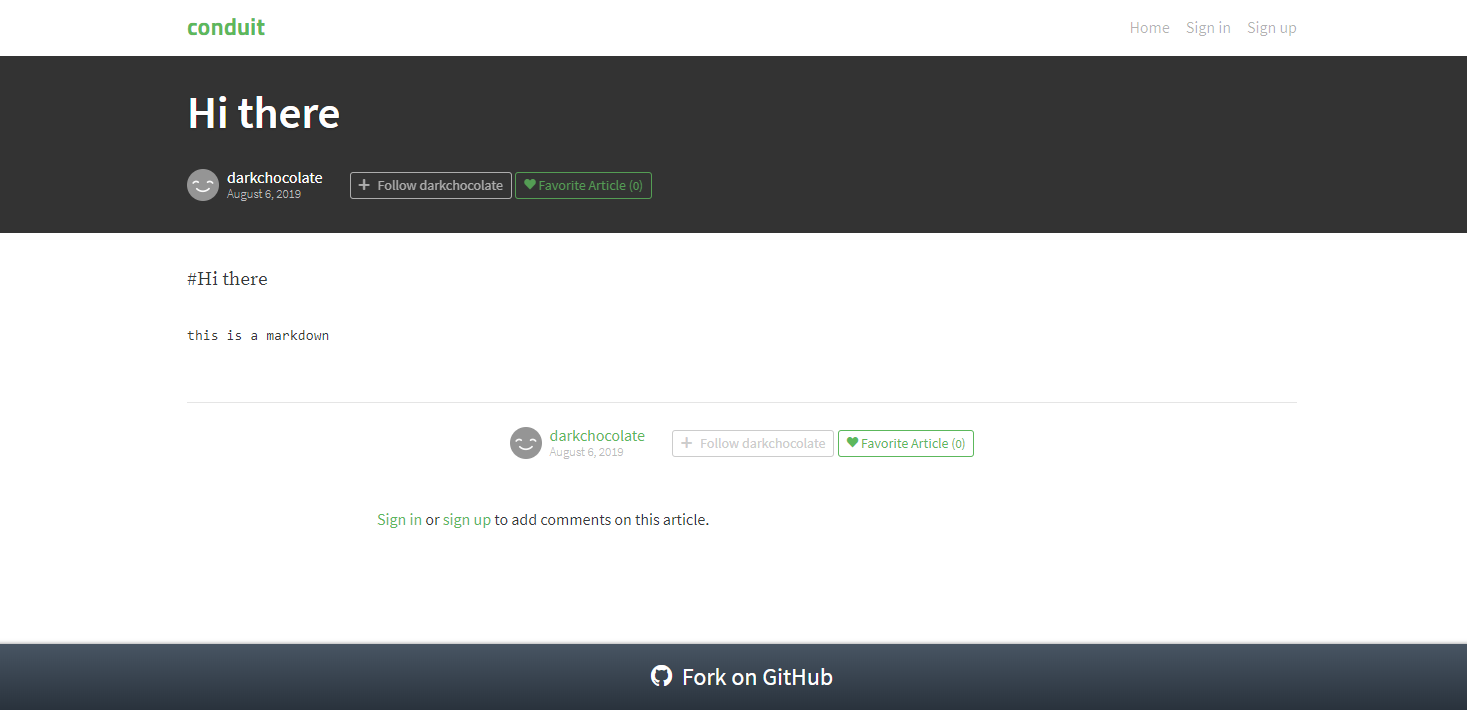 conduit
Home Sign in Sign up
Hi there
darkchocolate
August 6, 2019
Follow darkchocolate
Favorite Article (0)
#Hi there
this is a markdown
darkchocolate
August 6, 2019
Follow darkchocolate
Favorite Article (0)
Sign in or sign up to add comments on this article.
Fork on GitHub